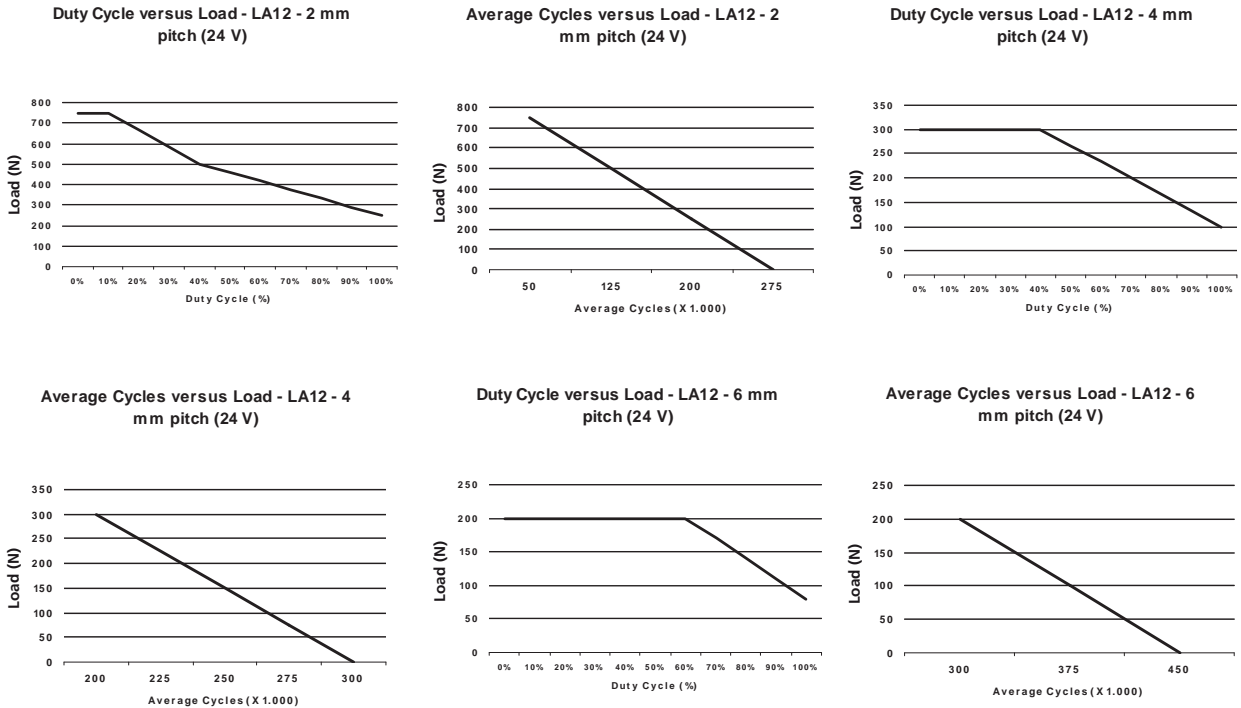 Duty Cycle versus Load - LA12 - 2 mm
pitch (24 V)
800
700
600
500
400
300
200
100
0
Load (N)
0% 10% 20% 30% 40% 50% 60% 70% 80% 90% 100%
Duty Cycle (%)
Average Cycles versus Load - LA12 - 2
mm pitch (24 V)
800
700
600
500
400
300
200
100
0
Load (N)
50 125 200 275
Average Cycles (X 1.000)
Duty Cycle versus Load - LA12 - 4 mm
pitch (24 V)
350
300
250
200
150
100
50
0
Load (N)
0% 10% 20% 30% 40% 50% 60% 70% 80% 90% 100%
Duty Cycle (%)
Average Cycles versus Load - LA12 - 4
mm pitch (24 V)
350
300
250
200
150
100
50
0
Load (N)
200 225 250 275 300
Average Cycles (X 1.000)
Duty Cycle versus Load - LA12 - 6 mm
pitch (24 V)
250
200
150
100
50
0
Load (N)
0% 10% 20% 30% 40% 50% 60% 70% 80% 90% 100%
Duty Cycle (%)
Average Cycles versus Load - LA12 - 6
mm pitch (24 V)
250
200
150
100
50
0
Load (N)
300 375 450
Average Cycles (X 1.000)